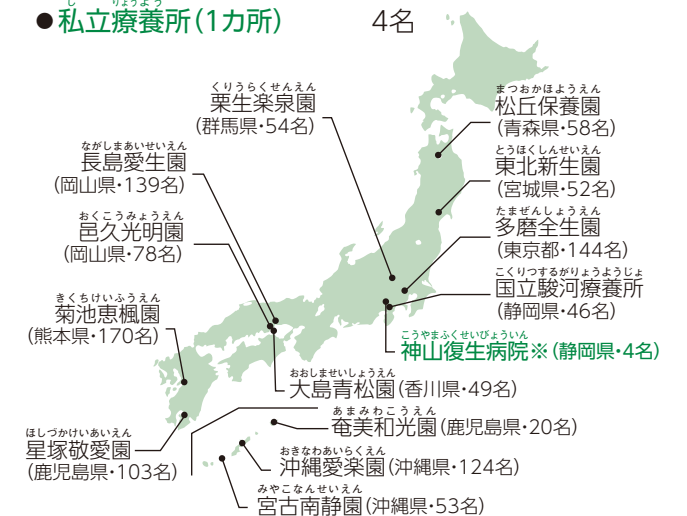 ●私立療養所(1カ所) 4名
し りょうよう
くりうらくせんえん
栗生楽泉園
(群馬県・54名)
まつおかほようえん
松丘保養園
(青森県・58名)
ながしまあいせいえん
長島愛生園
(岡山県・139名)
とうほくしんせいえん
東北新生園
(宮城県・52名)
おくこうみょうえん
邑久光明園
(岡山県・78名)
たまぜんしょうえん
多磨全生園
(東京都・144名)
こくりつするがりょうようじょ
国立駿河療養所
(静岡県・46名)
きくちけいふうえん
菊池恵楓園
(熊本県・170名)
こうやまふくせいびょういん
神山復生病院※(静岡県・4名)
おおしませいしょうえん
大島青松園(香川県・49名)
あまみわこうえん
奄美和光園(鹿児島県・20名)
ほしづかけいあいえん
星塚敬愛園
(鹿児島県・103名)
おきなわあいらくえん
沖縄愛楽園(沖縄県・124名)
みやこなんせいえん
宮古南静園(沖縄県・53名)